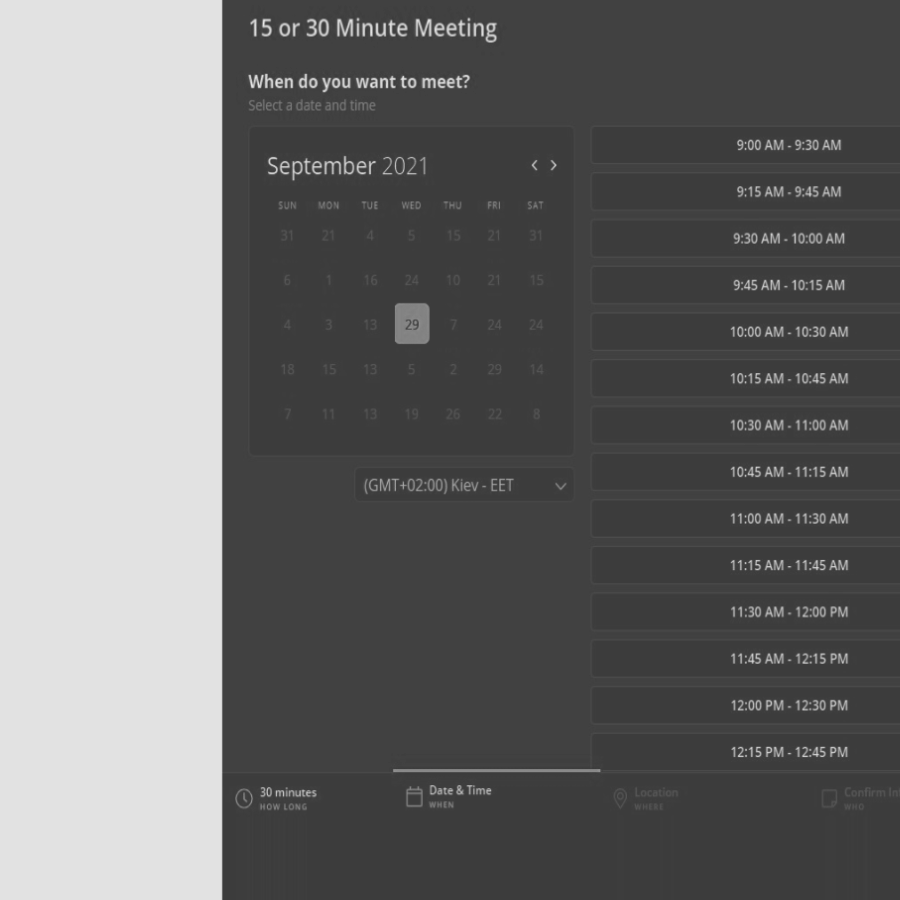 15 or 30 Minute Meeting
When do you want to meet?
Select a date and time
September 2021
SUN MON TUE WED THU FRI SAT
31 21 4 5 15 21 31
6 1 16 24 10 21 15
4 3 13 29 7 24 24
18 15 13 5 2 29 14
7 11 13 19 26 22 8
(GMT+02:00) Kiev - EET
9:00 AM - 9:30 AM
9:15 AM - 9:45 AM
9:30 AM - 10:00 AM
9:45 AM - 10:15 AM
10:00 AM - 10:30 AM
10:15 AM - 10:45 AM
10:30 AM - 11:00 AM
10:45 AM - 11:15 AM
11:00 AM - 11:30 AM
11:15 AM - 11:45 AM
11:30 AM - 12:00 PM
11:45 AM - 12:15 PM
12:00 PM - 12:30 PM
12:15 PM - 12:45 PM
30 minutes
HOW LONG
Date & Time
WHEN
Location
WHERE
Confirm In
WHO